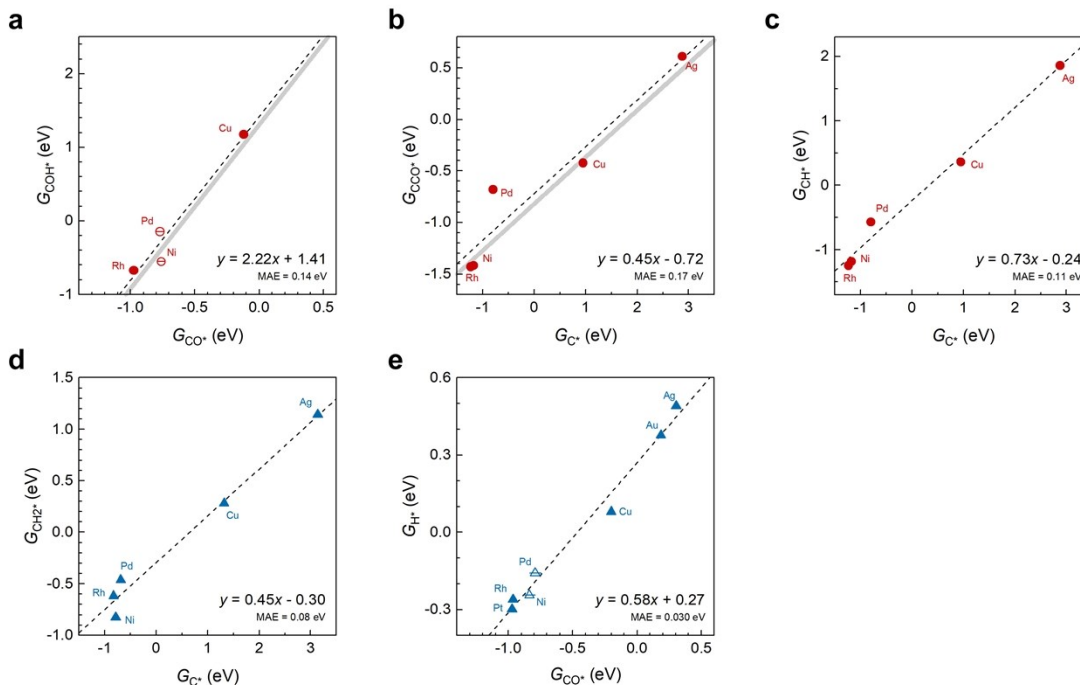 a
2
1
0
-1
-1.0
-0.5
0.0
0.5
G_COH* (eV)
G_CO* (eV)
Cu
Pd
Ni
Rh
y = 2.22x + 1.41
MAE = 0.14 eV
b
0.5
0.0
-0.5
-1.0
-1.5
-1
0
1
2
3
G_CCO* (eV)
G_C* (eV)
Ag
Cu
Pd
Ni
Rh
y = 0.45x - 0.72
MAE = 0.17 eV
c
2
1
0
-1
-1
0
1
2
3
G_CH* (eV)
G_C* (eV)
Ag
Cu
Pd
Ni
Rh
y = 0.73x - 0.24
MAE = 0.11 eV
d
1.5
1.0
0.5
0.0
-0.5
-1.0
-1
0
1
2
3
G_CH2* (eV)
G_C* (eV)
Ag
Cu
Pd
Rh
Ni
y = 0.45x - 0.30
MAE = 0.08 eV
e
0.6
0.3
0.0
-0.3
-1.0
-0.5
0.0
0.5
G_H* (eV)
G_CO* (eV)
Ag
Au
Cu
Pd
Rh
Pt
Ni
y = 0.58x + 0.27
MAE = 0.030 eV